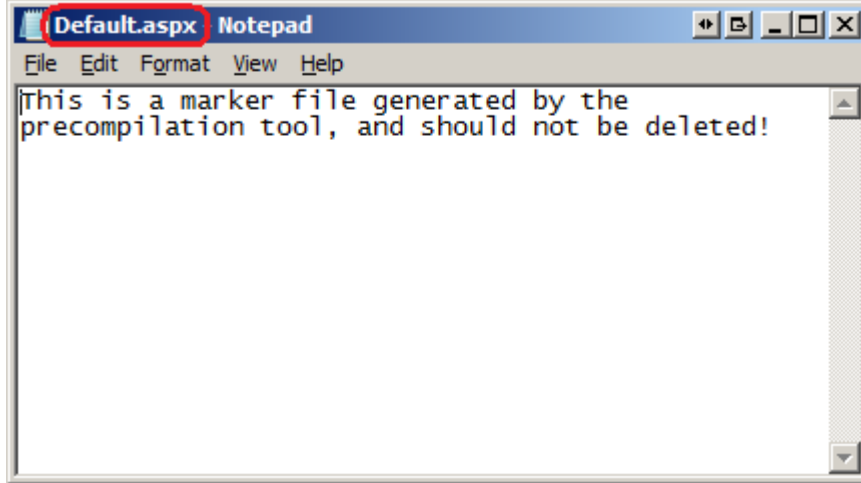 Default.aspx - Notepad
File Edit Format View Help
This is a marker file generated by the
precompilation tool, and should not be deleted!